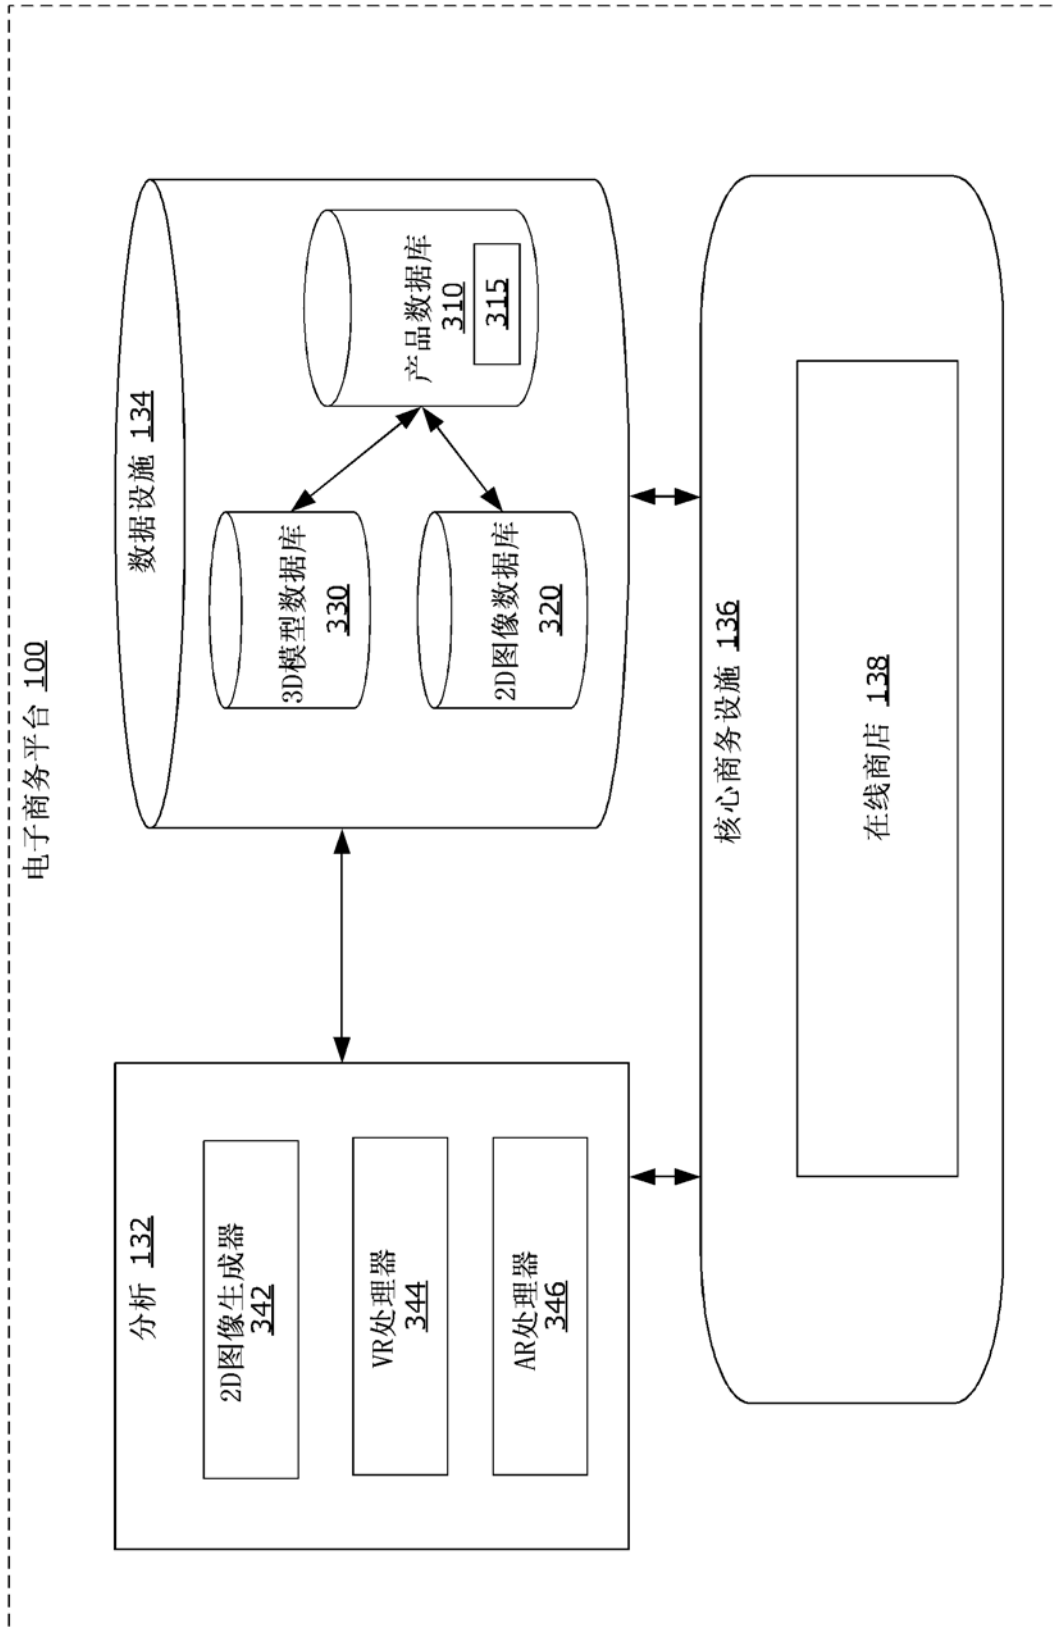 电子商务平台 100
分析 132
2D图像生成器
342
VR处理器
344
AR处理器
346
数据设施 134
3D模型数据库
330
2D图像数据库
320
产品数据库
310
315
核心商务设施 136
在线商店 138